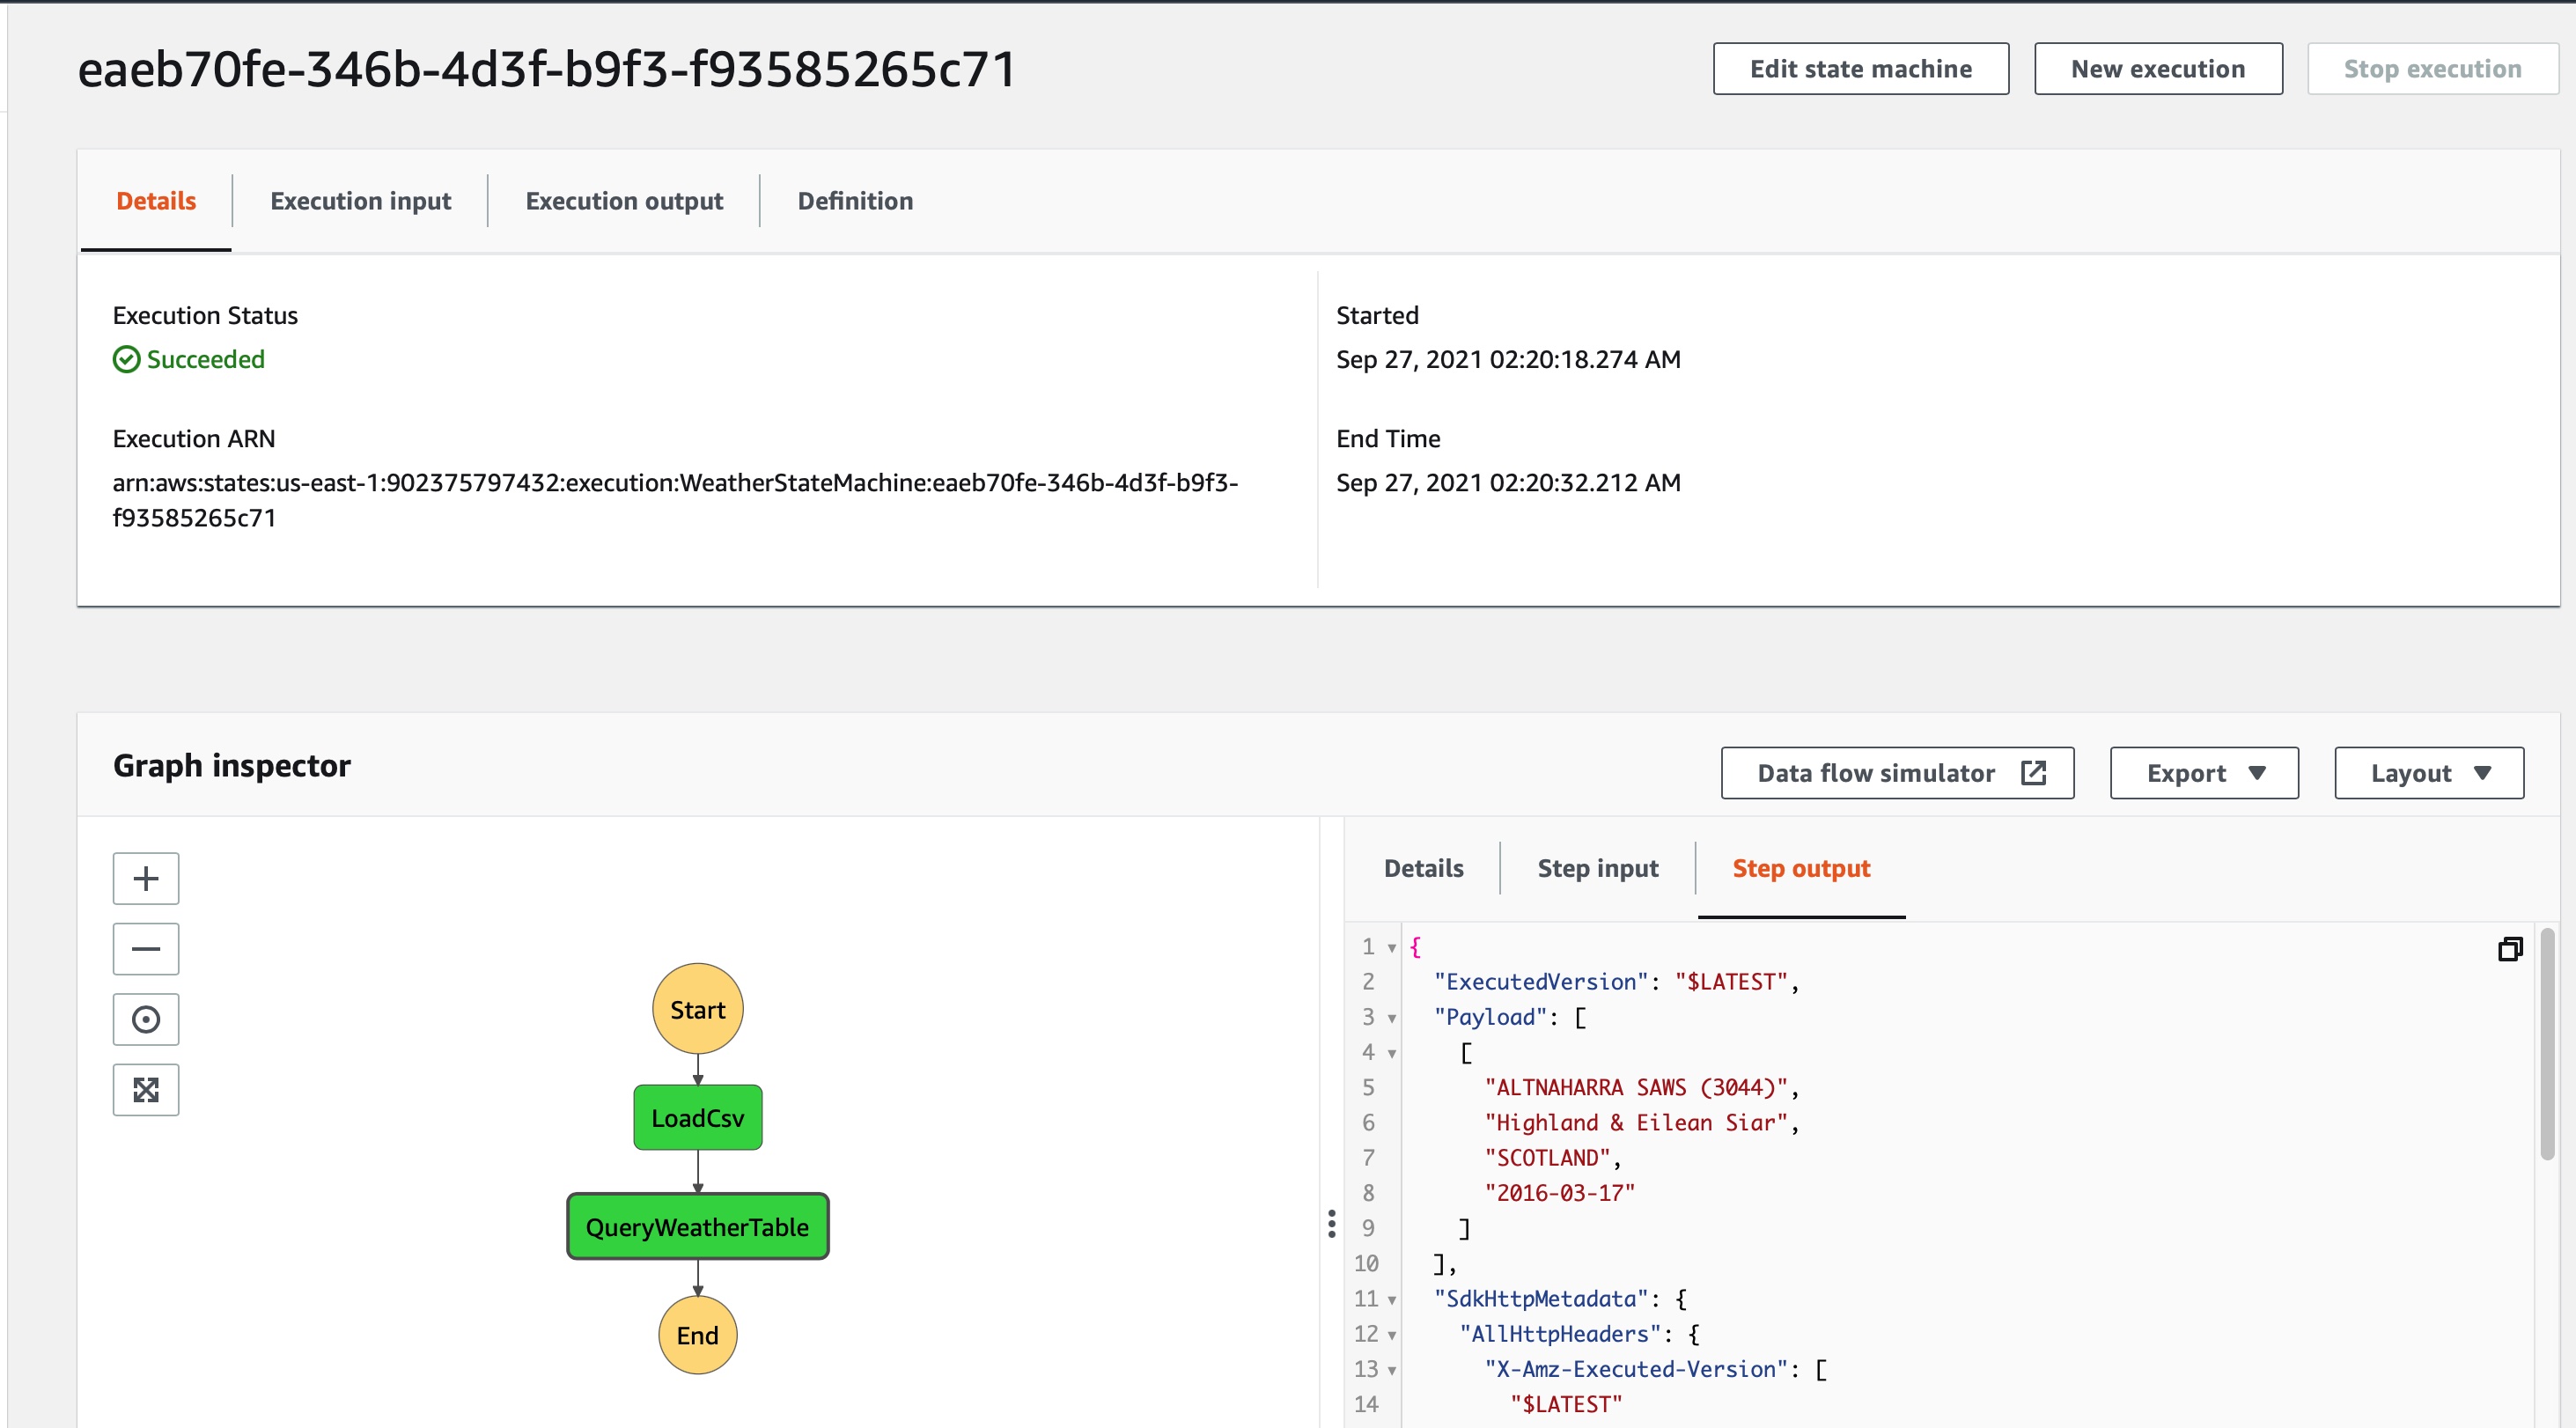 eaeb70fe-346b-4d3f-b9f3-f93585265c71
Edit state machine
New execution
Stop execution
Details
Execution input
Execution output
Definition
Execution Status
Succeeded
Execution ARN
arn:aws:states:us-east-1:902375797432:execution:WeatherStateMachine:eaeb70fe-346b-4d3f-b9f3-
f93585265c71
Started
Sep 27, 2021 02:20:18.274 AM
End Time
Sep 27, 2021 02:20:32.212 AM
Graph inspector
Data flow simulator
Export
Layout
Start
LoadCsv
QueryWeatherTable
End
Details
Step input
Step output
1 {
2 "ExecutedVersion": "$LATEST",
3 "Payload": [
4 [
5 "ALTNAHARRA SAWS (3044)",
6 "Highland & Eilean Siar",
7 "SCOTLAND",
8 "2016-03-17"
9 ]
10 ],
11 "SdkHttpMetadata": {
12 "AllHttpHeaders": {
13 "X-Amz-Executed-Version": [
14 "$LATEST"